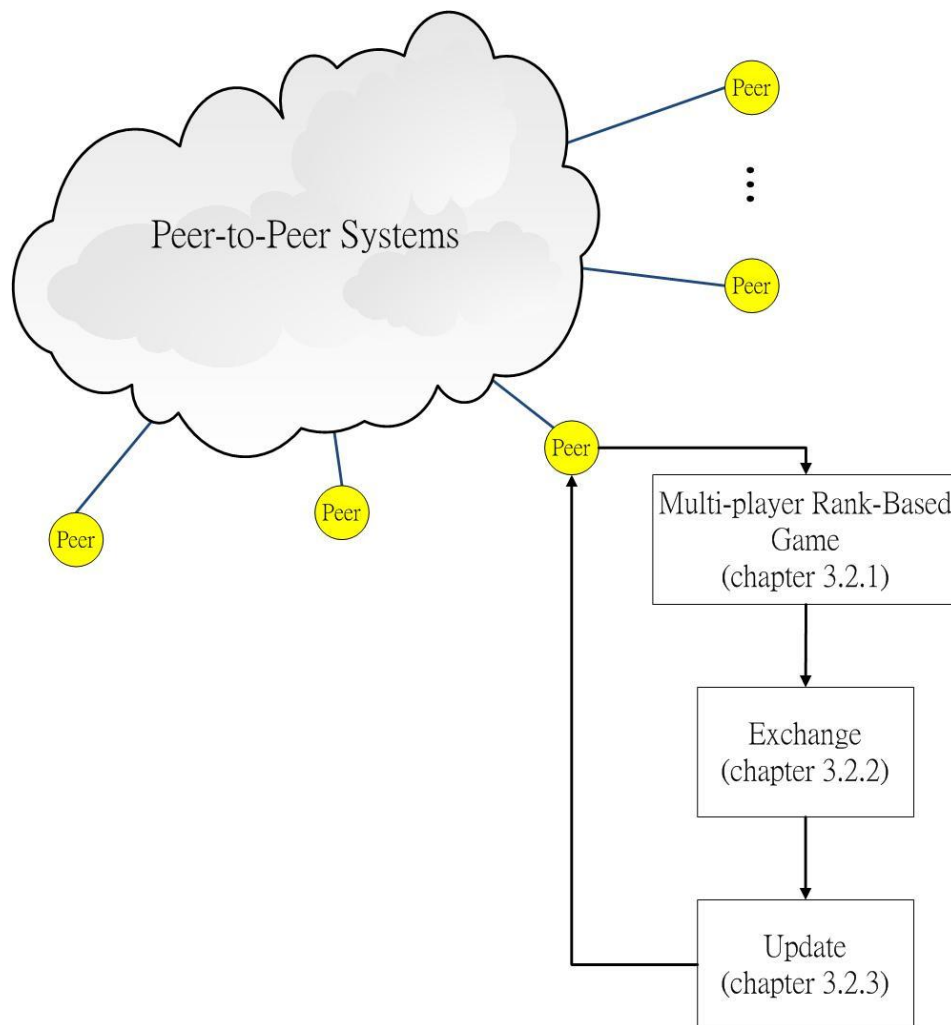 Peer
Peer-to-Peer Systems
Peer
Peer
Peer
Peer
Multi-player Rank-Based
Game
(chapter 3.2.1)
Exchange
(chapter 3.2.2)
Update
(chapter 3.2.3)